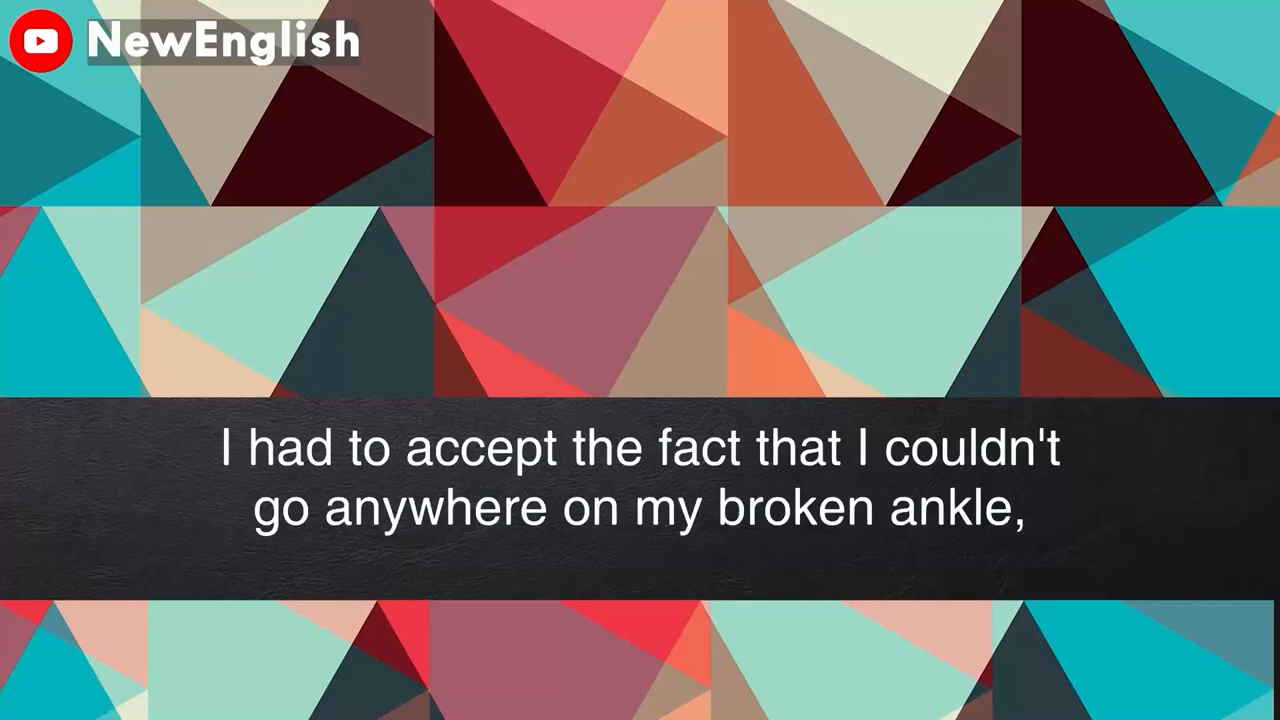 NewEnglish
I had to accept the fact that I couldn't
go anywhere on my broken ankle,